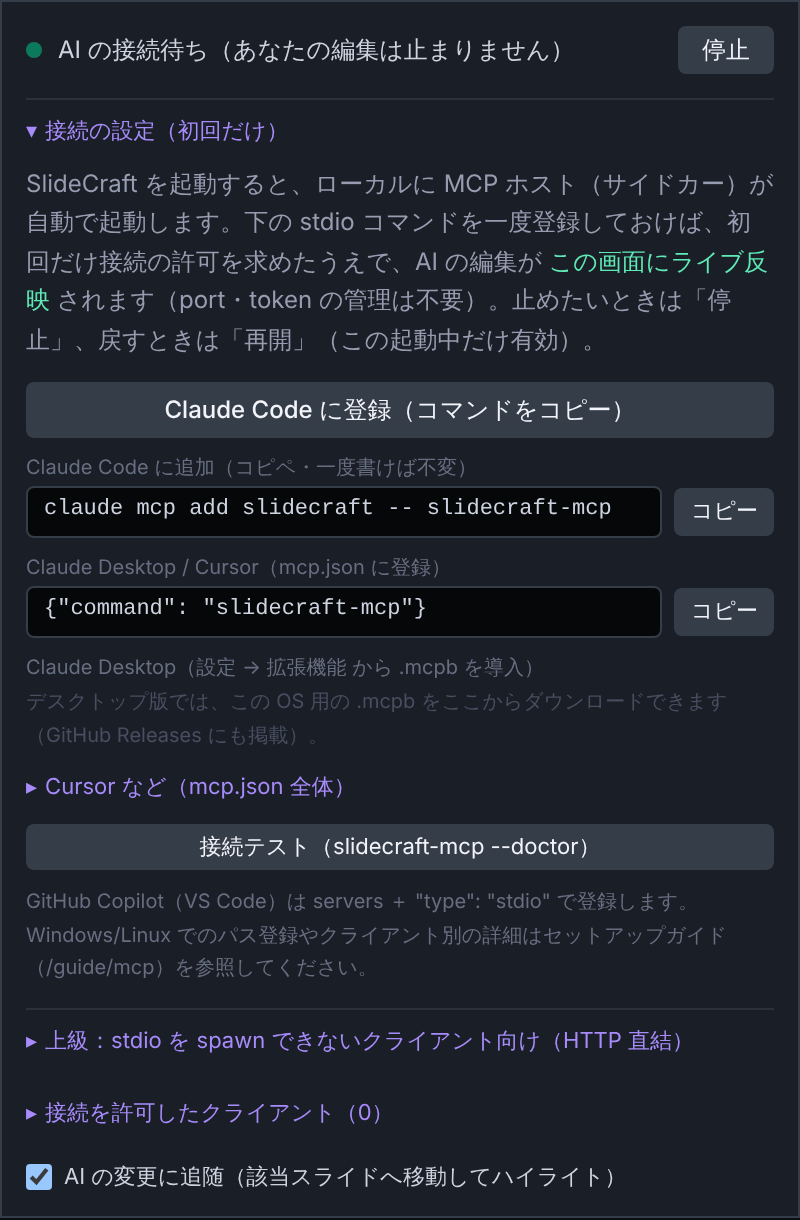 AI の接続待ち（あなたの編集は止まりません）
停止
▾ 接続の設定（初回だけ）
SlideCraft を起動すると、ローカルに MCP ホスト（サイドカー）が
自動で起動します。下の stdio コマンドを一度登録しておけば、初
回だけ接続の許可を求めたうえで、AI の編集が この画面にライブ反
映 されます（port・token の管理は不要）。止めたいときは「停
止」、戻すときは「再開」（この起動中だけ有効）。
Claude Code に登録（コマンドをコピー）
Claude Code に追加（コピペ・一度書けば不変）
claude mcp add slidecraft -- slidecraft-mcp
コピー
Claude Desktop / Cursor（mcp.json に登録）
{"command": "slidecraft-mcp"}
コピー
Claude Desktop（設定 → 拡張機能 から .mcpb を導入）
デスクトップ版では、この OS 用の .mcpb をここからダウンロードできます
（GitHub Releases にも掲載）。
▸ Cursor など（mcp.json 全体）
接続テスト（slidecraft-mcp --doctor）
GitHub Copilot（VS Code）は servers ＋ "type": "stdio" で登録します。
Windows/Linux でのパス登録やクライアント別の詳細はセットアップガイド
（/guide/mcp）を参照してください。
▸ 上級：stdio を spawn できないクライアント向け（HTTP 直結）
▸ 接続を許可したクライアント（0）
AI の変更に追随（該当スライドへ移動してハイライト）